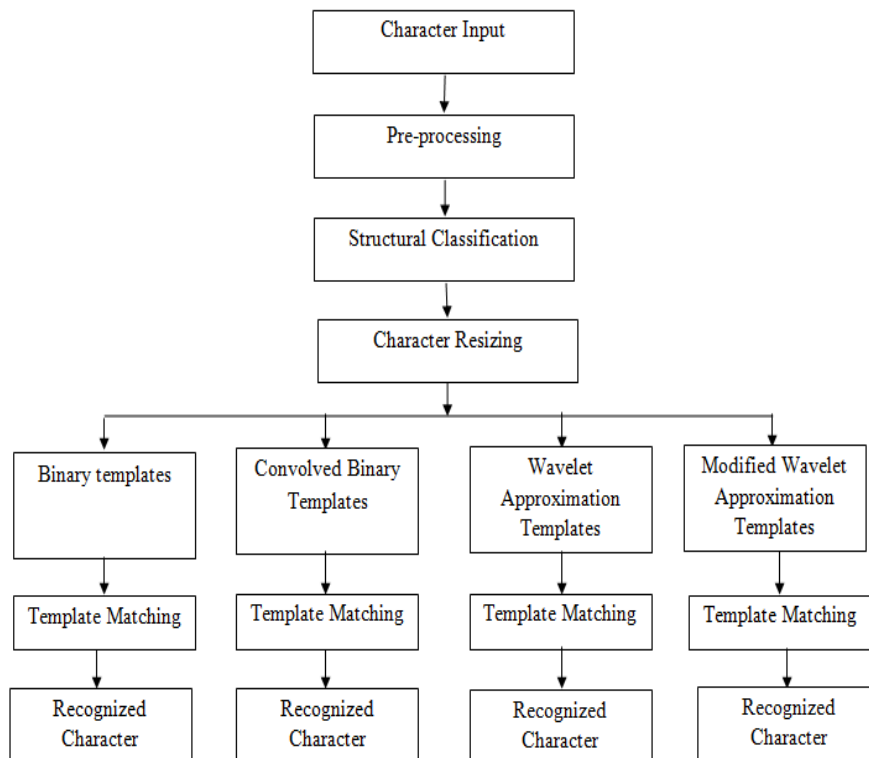 Character Input
Pre-processing
Structural Classification
Character Resizing
Binary templates
Convolved Binary
Templates
Wavelet
Approximation
Templates
Modified Wavelet
Approximation
Templates
Template Matching
Template Matching
Template Matching
Template Matching
Recognized
Character
Recognized
Character
Recognized
Character
Recognized
Character